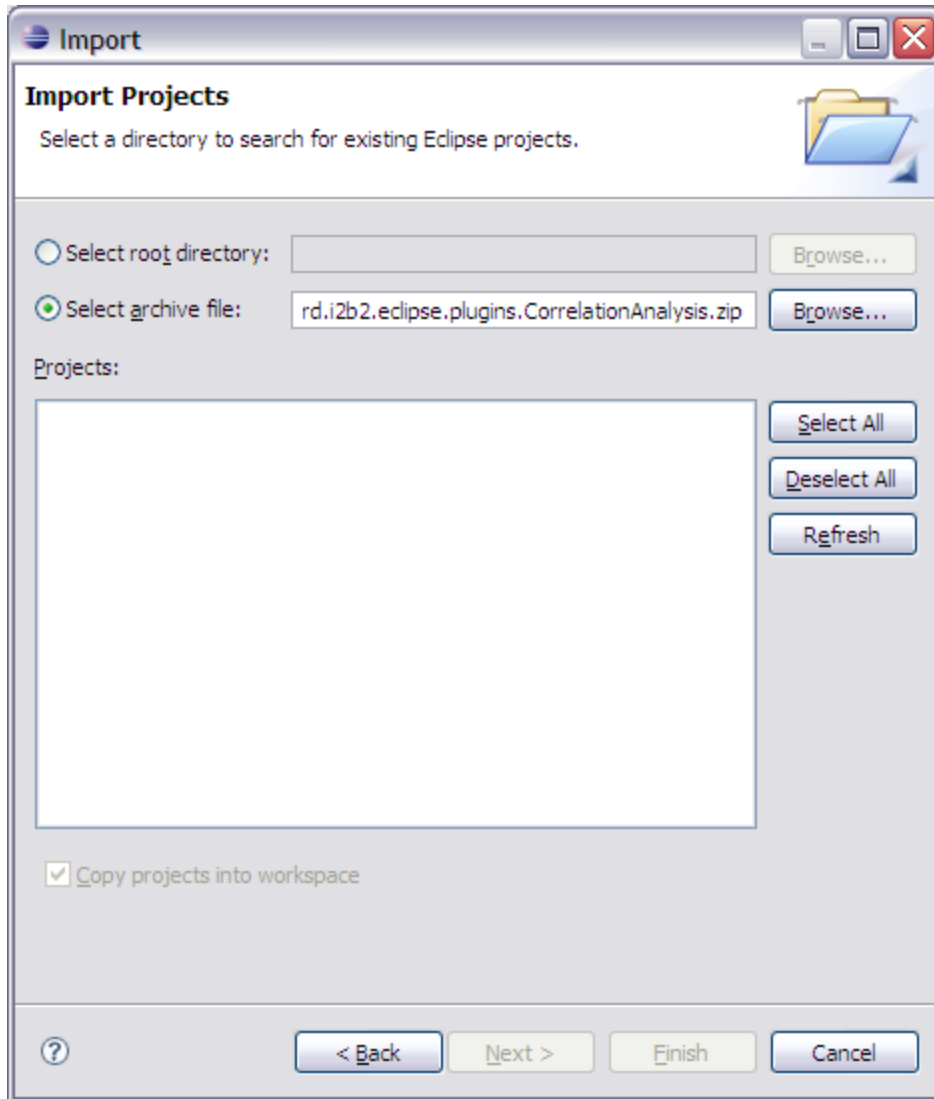 Import
Import Projects
Select a directory to search for existing Eclipse projects.
Select root directory:
Browse...
Select archive file:
rd.i2b2.eclipse.plugins.CorrelationAnalysis.zip
Browse...
Projects:
Select All
Deselect All
Refresh
Copy projects into workspace
?
< Back
Next >
Finish
Cancel